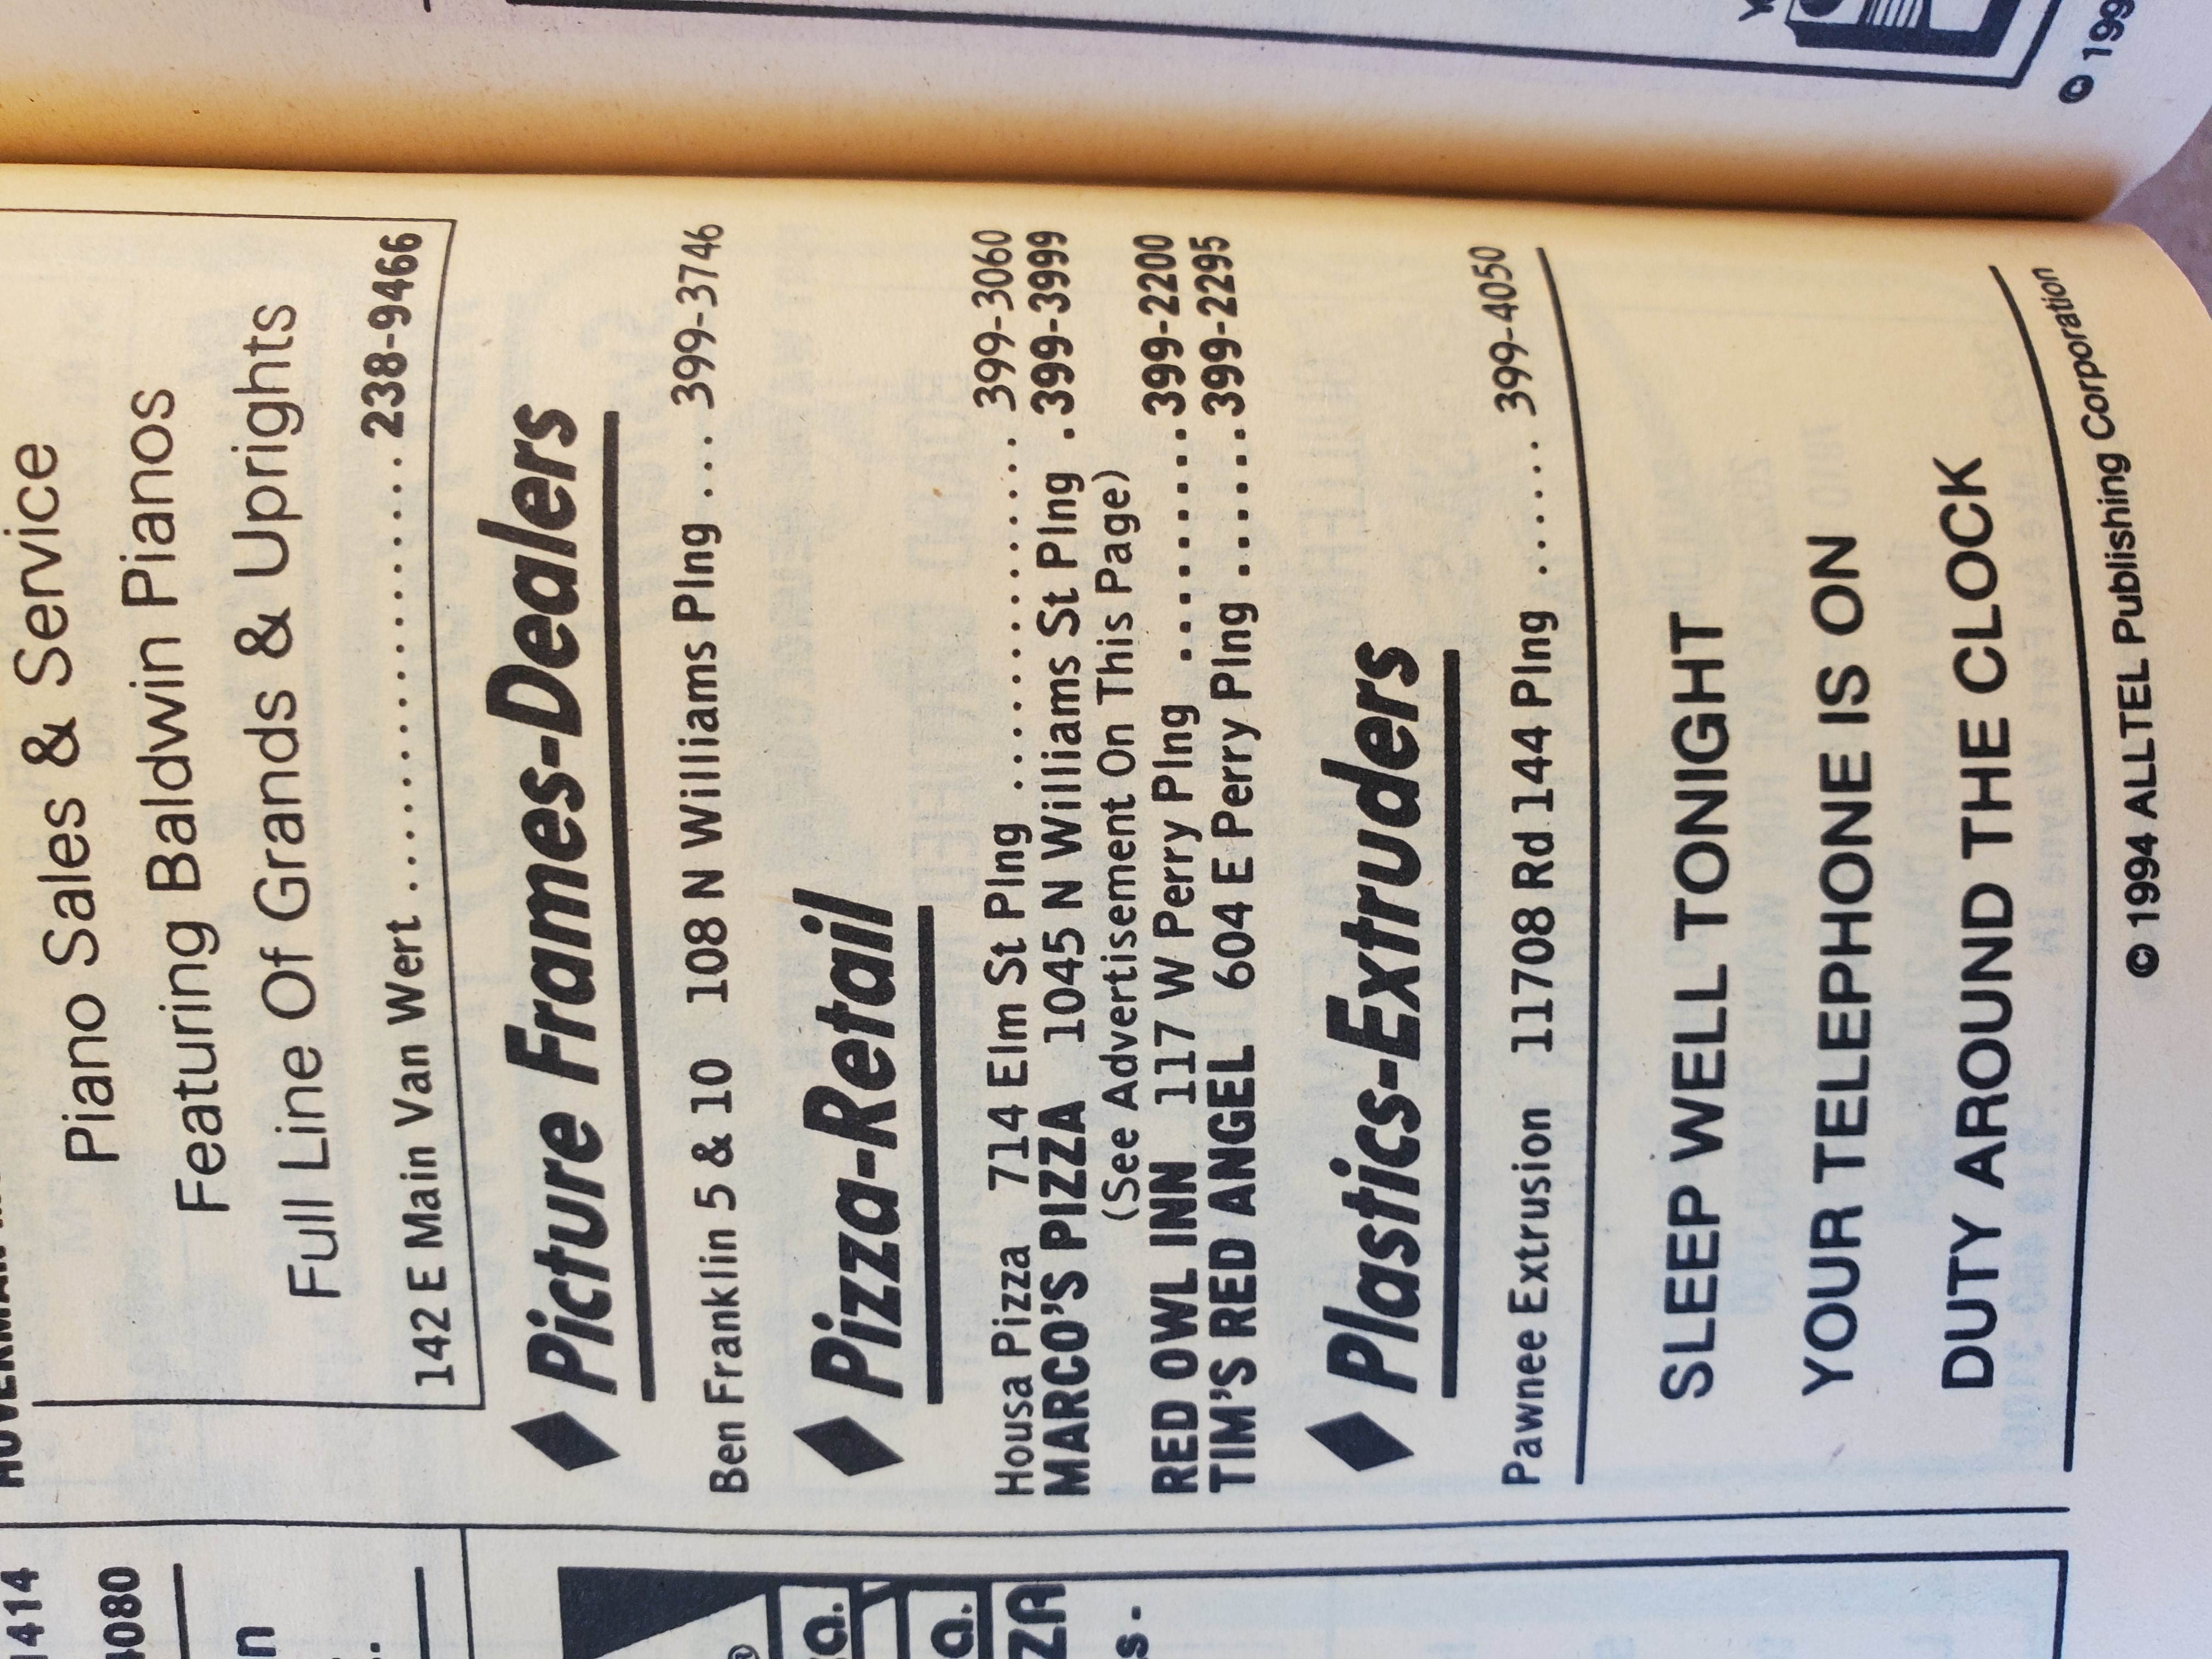 Piano Sales & Service
Featuring Baldwin Pianos
Full Line Of Grands & Uprights
142 E Main Van Wert ................ 238-9466
Picture Frames-Dealers
Ben Franklin 5 & 10 108 N Williams Plng ... 399-3746
Pizza-Retail
Housa Pizza 714 Elm St Plng ................ 399-3060
MARCO'S PIZZA 1045 N Williams St Plng .399-3999
(See Advertisement On This Page)
RED OWL INN 117 W Perry Plng .........399-2200
TIM'S RED ANGEL 604 E Perry Plng ......399-2295
Plastics-Extruders
Pawnee Extrusion 11708 Rd 144 Plng ...... 399-4050
SLEEP WELL TONIGHT
YOUR TELEPHONE IS ON
DUTY AROUND THE CLOCK
© 1994 ALLTEL Publishing Corporation
1414
4080
© 199